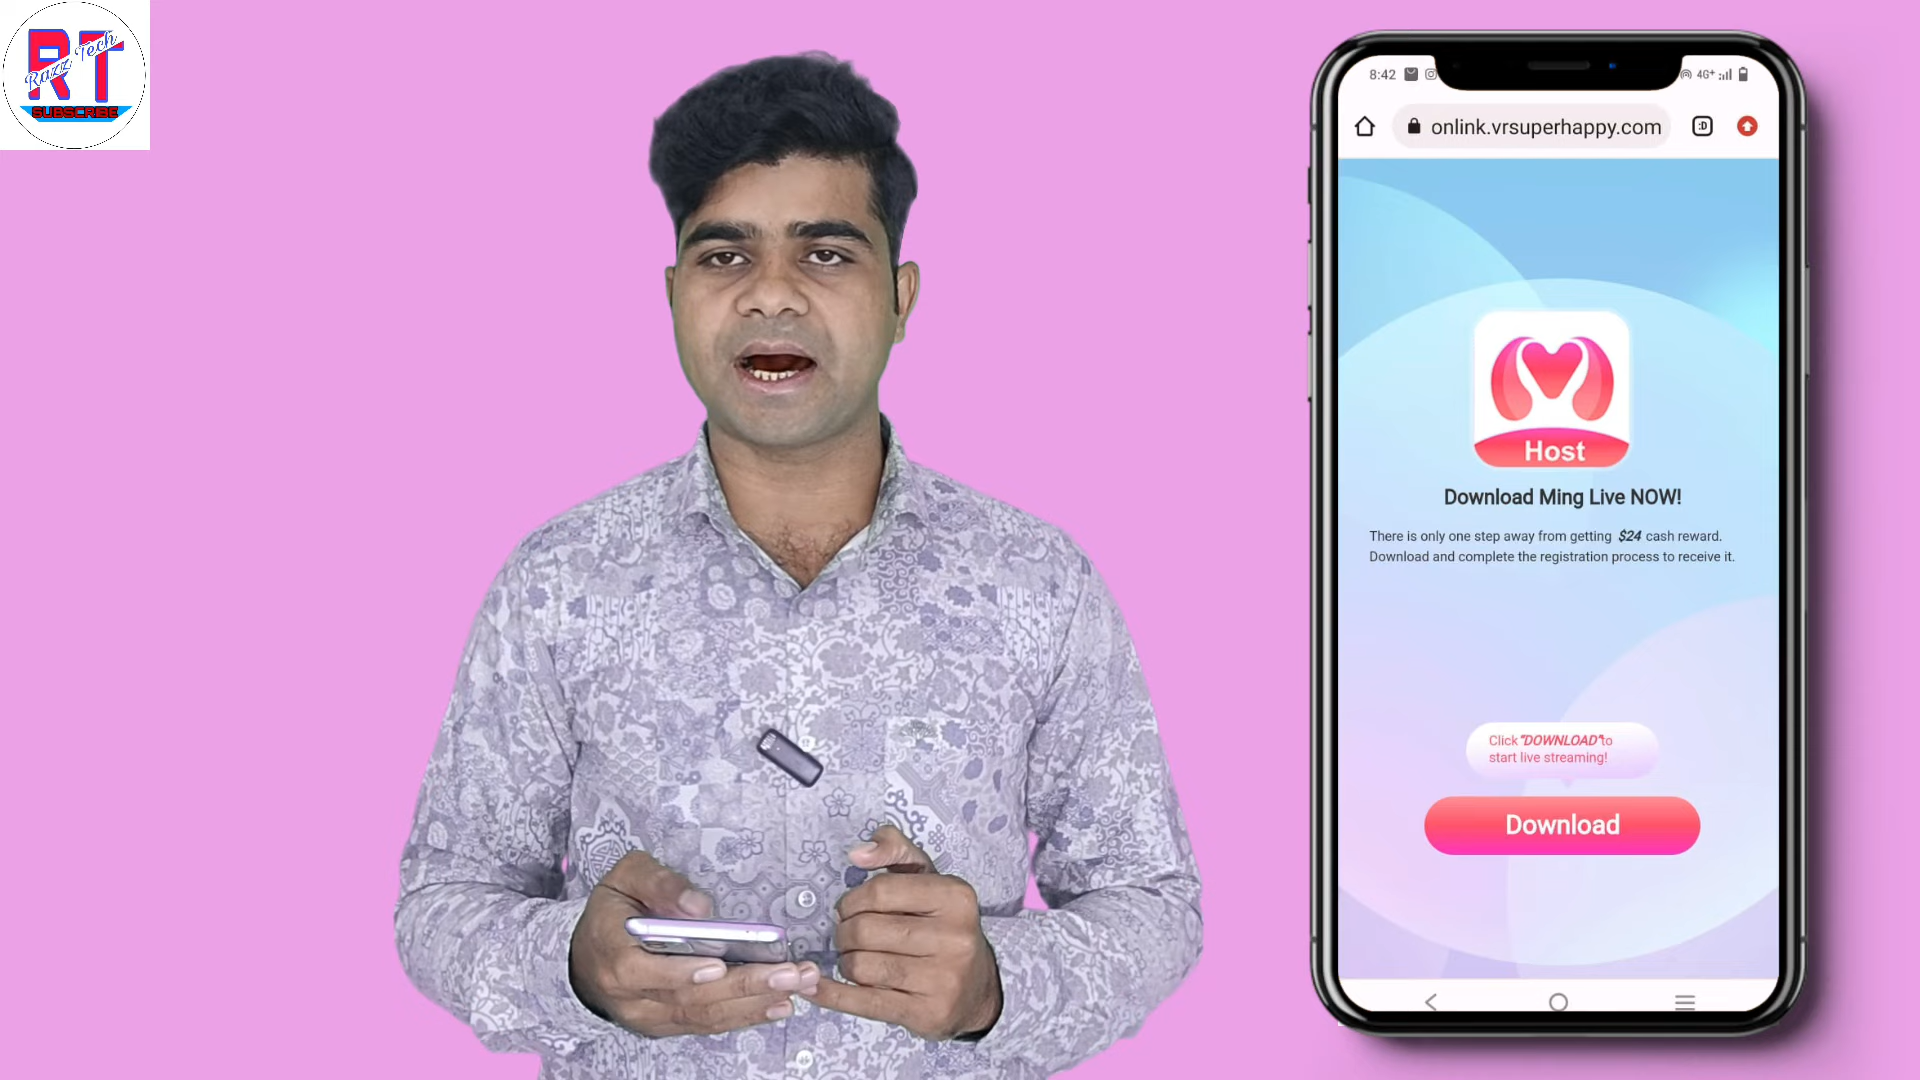 RT
Razz Tech
SUBSCRIBE
8:42
4G+
onlink.vrsuperhappy.com
:D
Host
Download Ming Live NOW!
There is only one step away from getting $24 cash reward.
Download and complete the registration process to receive it.
Click "DOWNLOAD" to
start live streaming!
Download